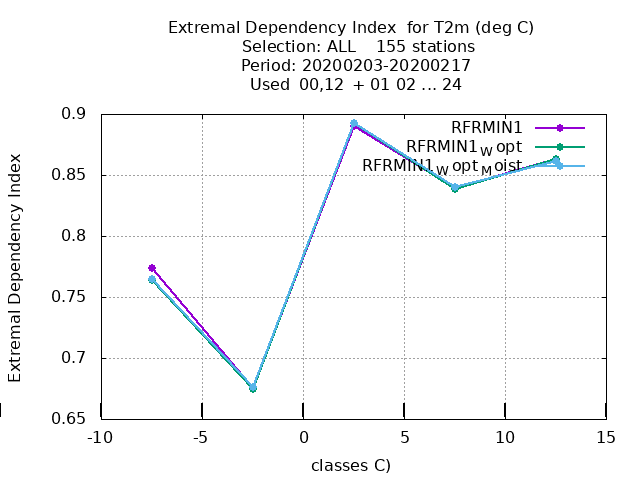 Extremal Dependency Index for T2m (deg C)
Selection: ALL 155 stations
Period: 20200203-20200217
Used 00,12 + 01 02 ... 24
RFRMIN1
RFRMIN1W opt
RFRMIN1W optM oist
Extremal Dependency Index
0.9
0.85
0.8
0.75
0.7
0.65
-10 -5 0 5 10 15
classes C)